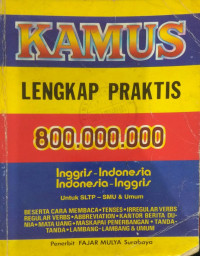 KAMUS
LENGKAP PRAKTIS
800.000.000
Inggris-Indonesia
Indonesia-Inggris
Untuk SLTP - SMU & Umum
BESERTA CARA MEMBACA•TENSES•IRREGULAR VERBS
REGULAR VERBS•ABBREVIATION•KANTOR BERITA DU-
NIA•MATA UANG•MASKAPAI PENERBANGAN•TANDA-
TANDA•LAMBANG-LAMBANG & UMUM
Penerbit FAJAR MULYA Surabaya